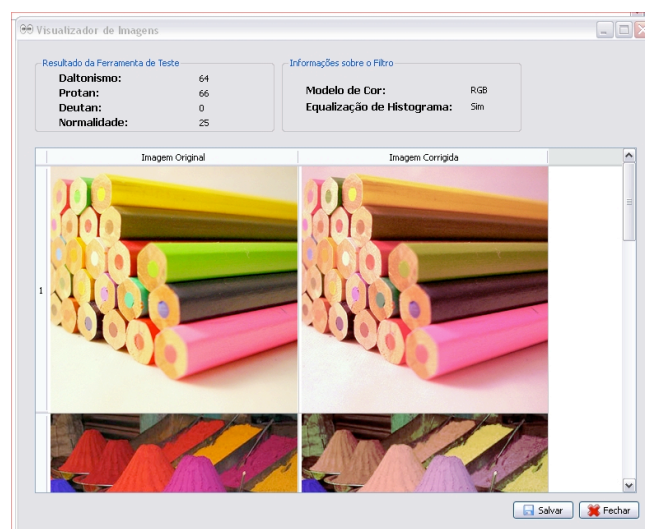 Visualizador de Imagens
Resultado da Ferramenta de Teste
Daltonismo: 64
Protan: 66
Deutan: 0
Normalidade: 25
Informações sobre o Filtro
Modelo de Cor: RGB
Equalização de Histograma: Sim
Imagem Original Imagem Corrigida
1
Salvar Fechar